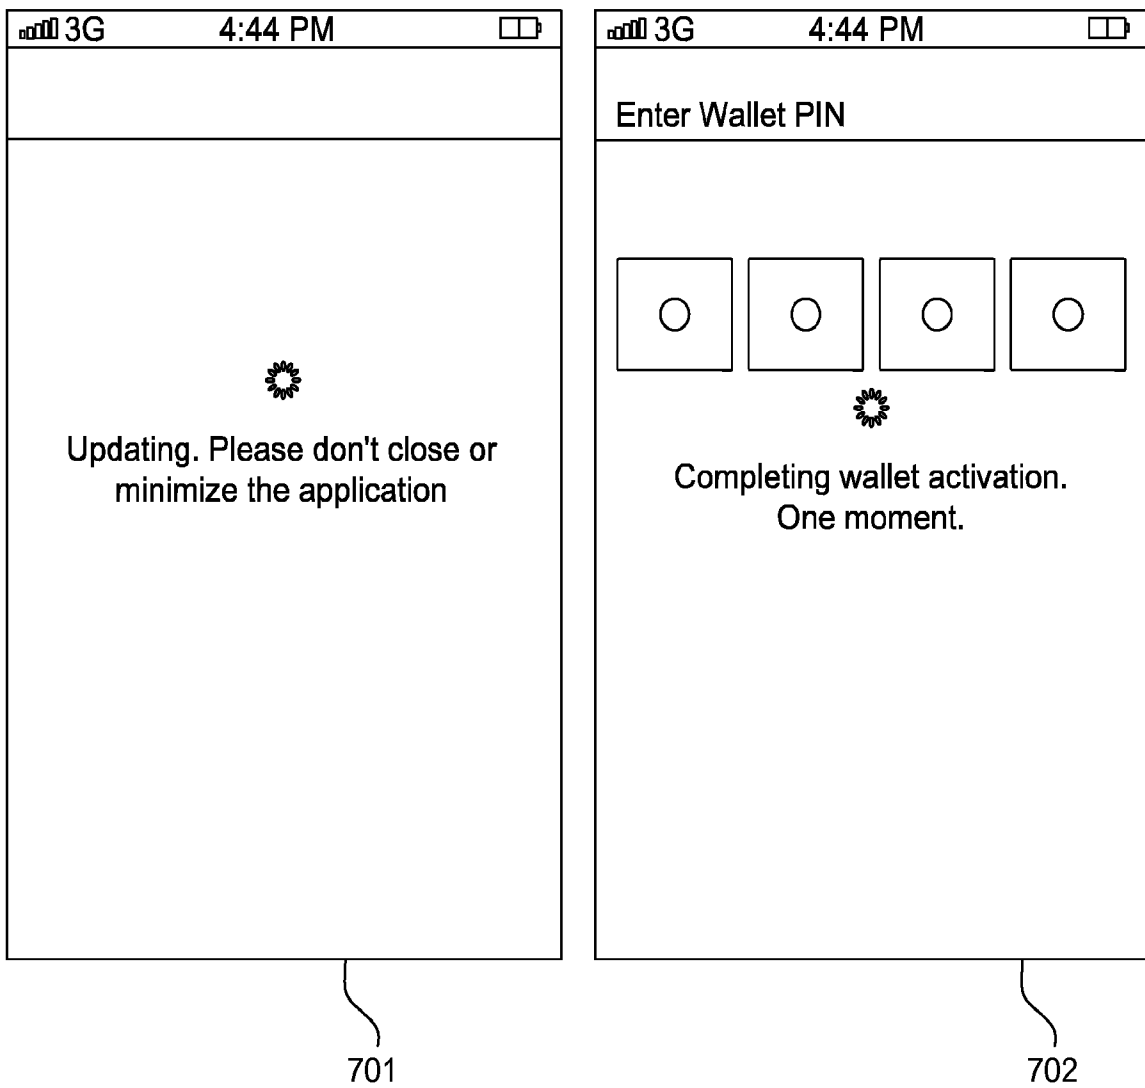 3G 4:44 PM
Updating. Please don't close or
minimize the application
701
3G 4:44 PM
Enter Wallet PIN
Completing wallet activation.
One moment.
702